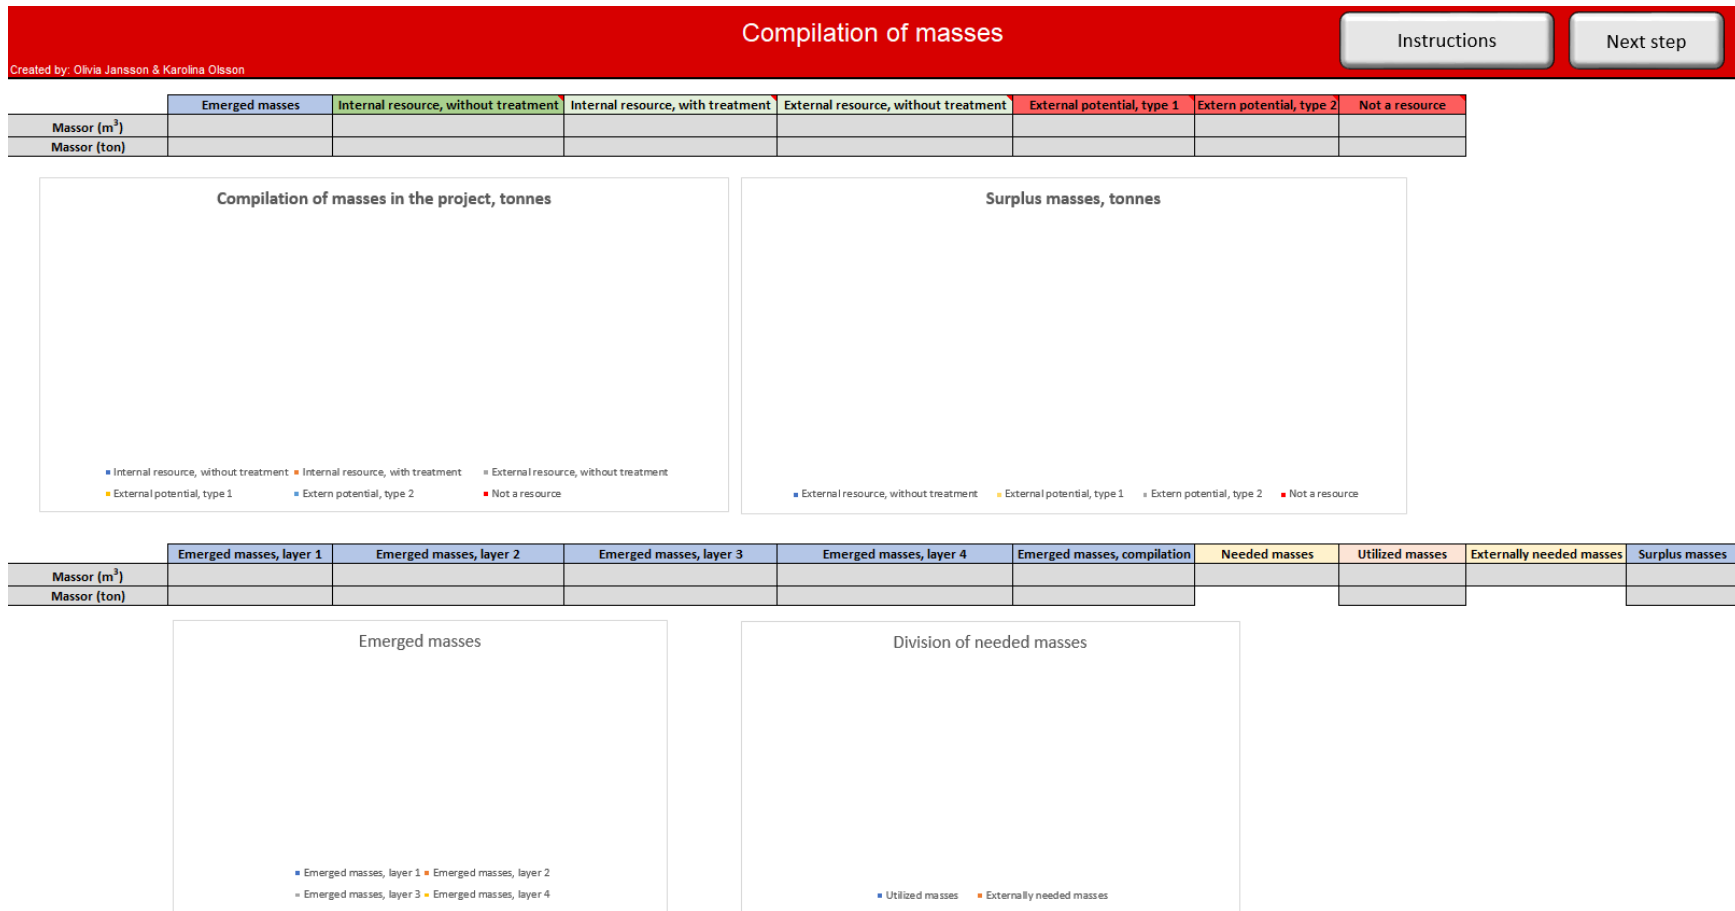 Compilation of masses
Instructions
Next step
Created by: Olivia Jansson & Karolina Olsson
Emerged masses Internal resource, without treatment Internal resource, with treatment External resource, without treatment External potential, type 1 Extern potential, type 2 Not a resource
Massor (m³)
Massor (ton)
Compilation of masses in the project, tonnes
Internal resource, without treatment Internal resource, with treatment External resource, without treatment
External potential, type 1 Extern potential, type 2 Not a resource
Surplus masses, tonnes
External resource, without treatment External potential, type 1 Extern potential, type 2 Not a resource
Emerged masses, layer 1 Emerged masses, layer 2 Emerged masses, layer 3 Emerged masses, layer 4 Emerged masses, compilation Needed masses Utilized masses Externally needed masses Surplus masses
Massor (m³)
Massor (ton)
Emerged masses
Emerged masses, layer 1 Emerged masses, layer 2
Emerged masses, layer 3 Emerged masses, layer 4
Division of needed masses
Utilized masses Externally needed masses